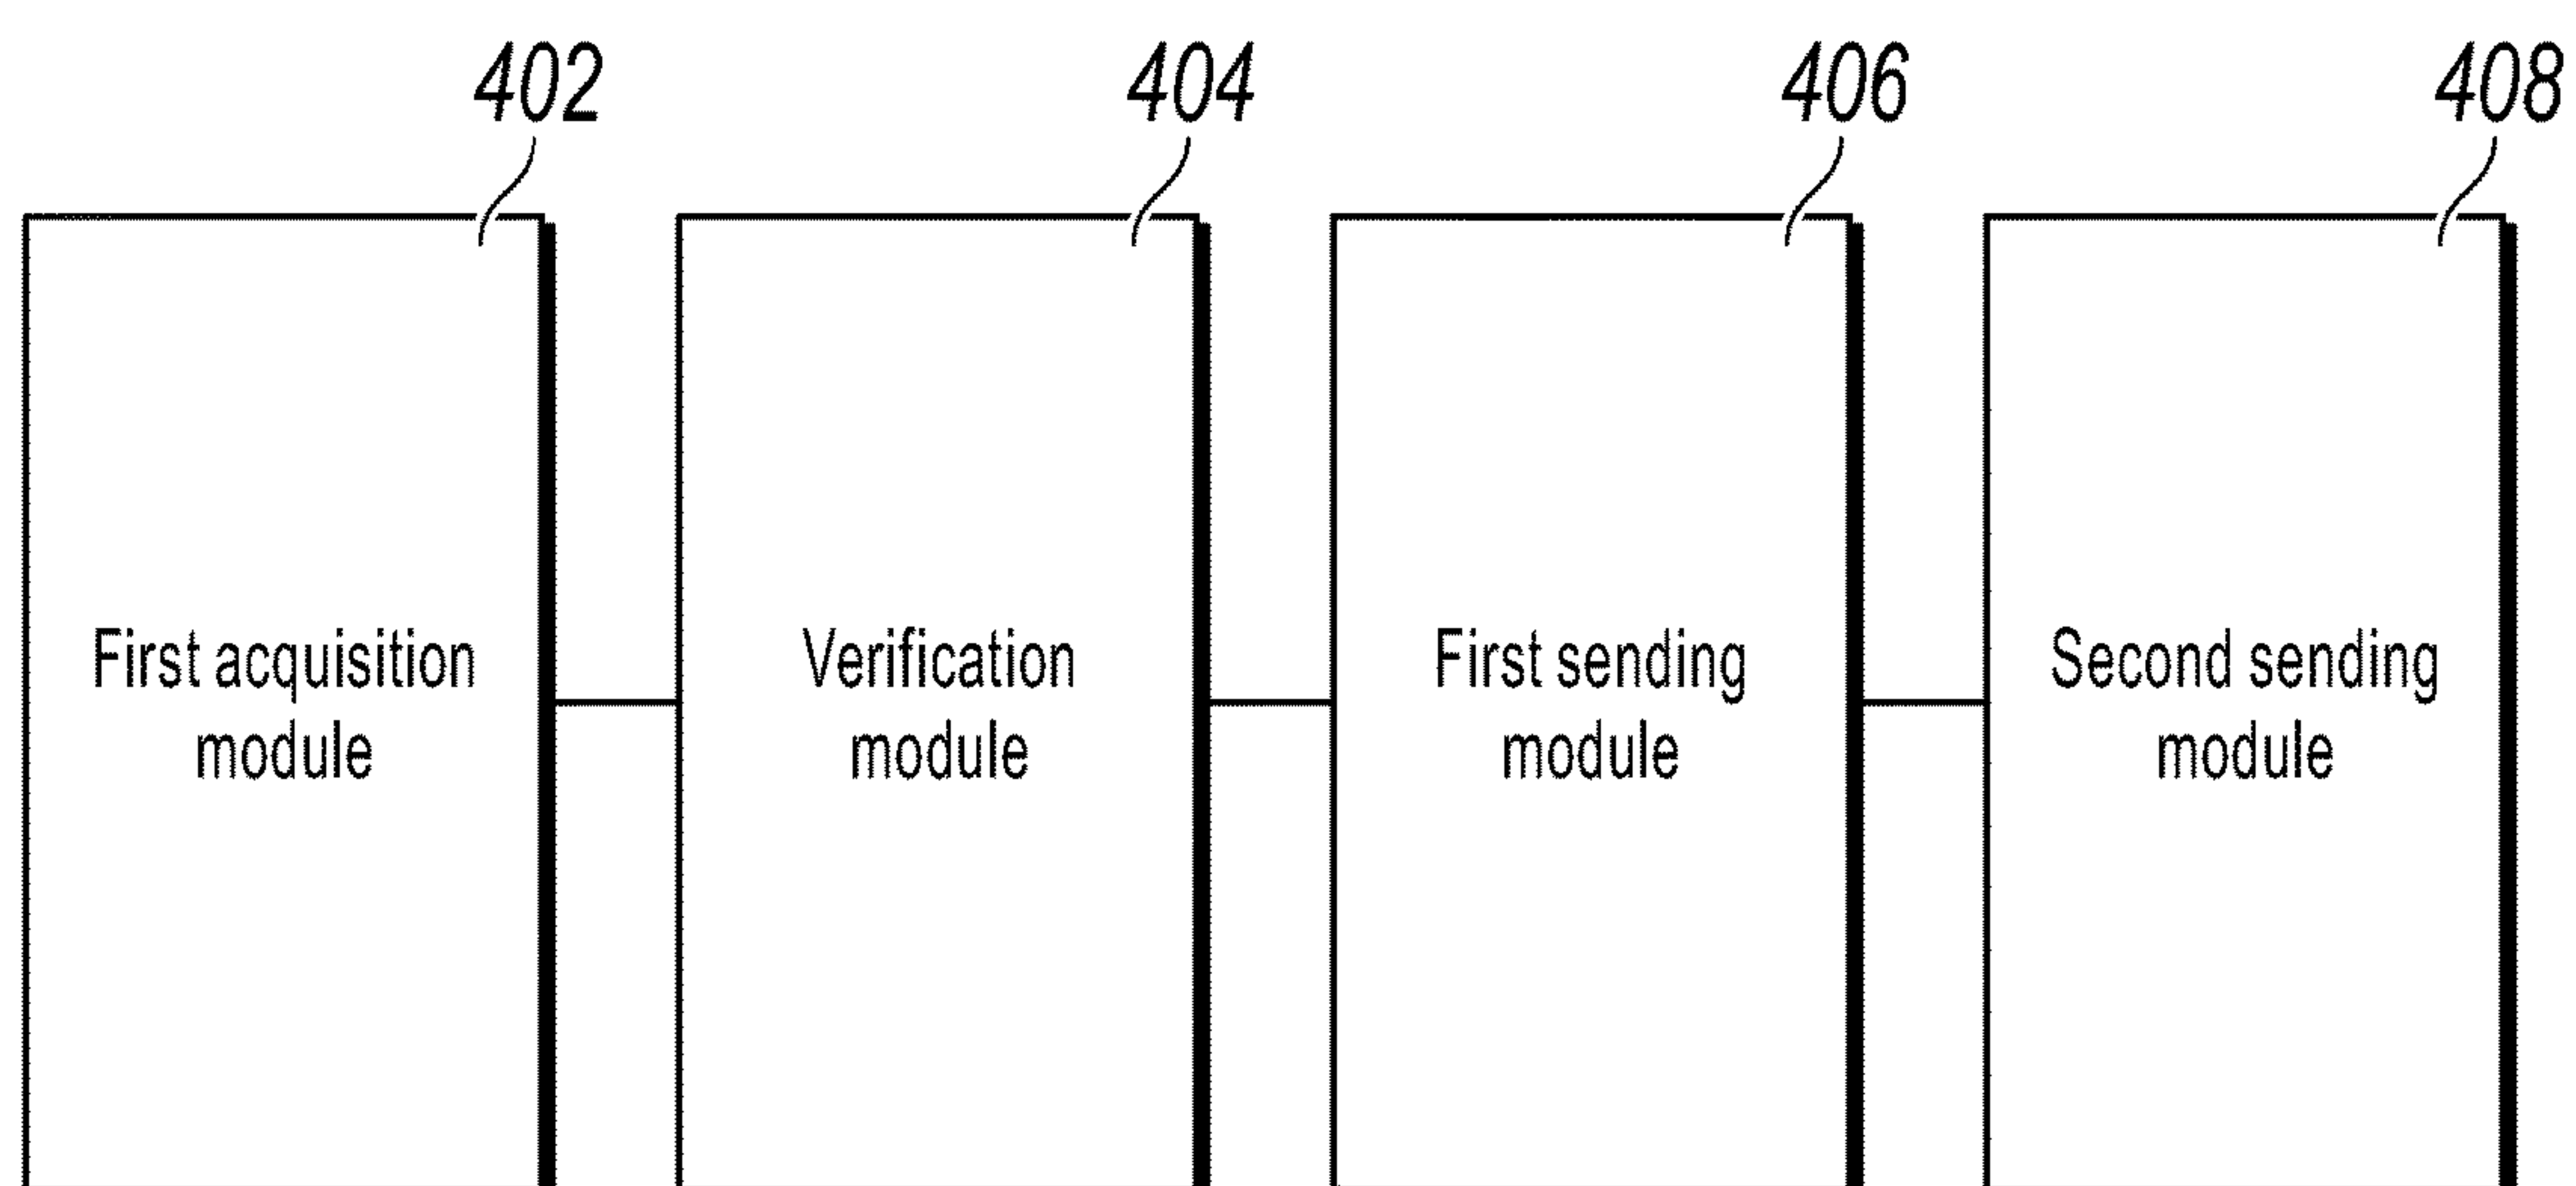 402
404
406
408
First acquisition
module
Verification
module
First sending
module
Second sending
module